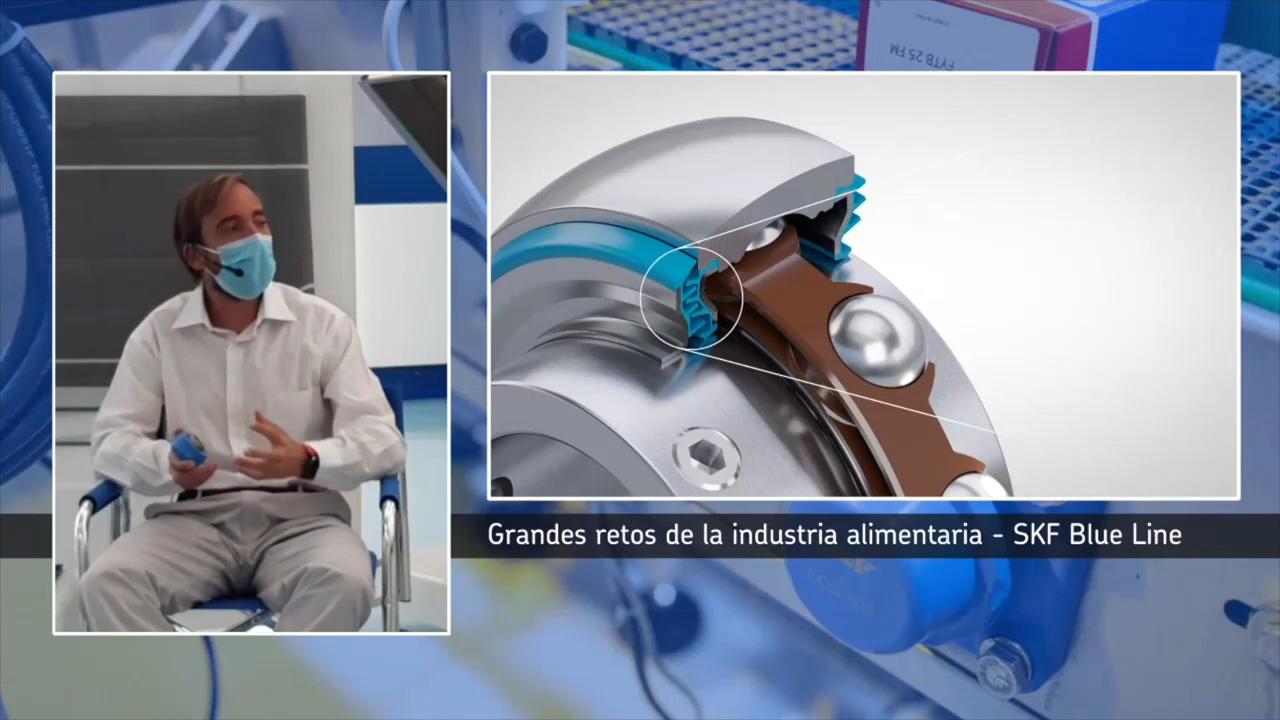 FYTB 25 FM
Grandes retos de la industria alimentaria - SKF Blue Line